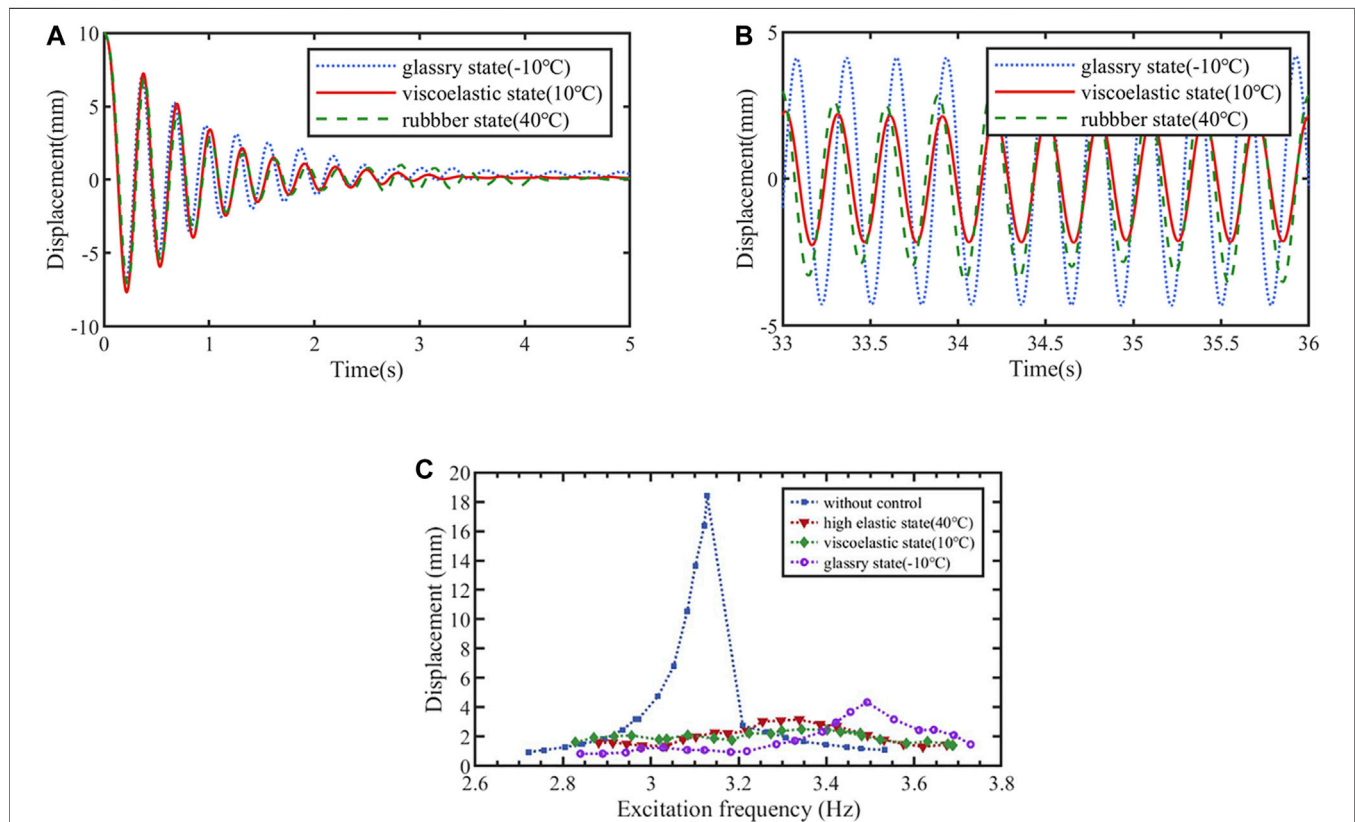 A
10
5
0
-5
-10
Displacement(mm)
0
1
2
3
4
5
Time(s)
glassry state(-10℃)
viscoelastic state(10℃)
rubbber state(40℃)
B
5
0
-5
Displacement(mm)
33
33.5
34
34.5
35
35.5
36
Time(s)
glassry state(-10℃)
viscoelastic state(10℃)
rubbber state(40℃)
C
20
18
16
14
12
10
8
6
4
2
0
Displacement (mm)
2.6
2.8
3
3.2
3.4
3.6
3.8
Excitation frequency (Hz)
without control
high elastic state(40℃)
viscoelastic state(10℃)
glassry state(-10℃)